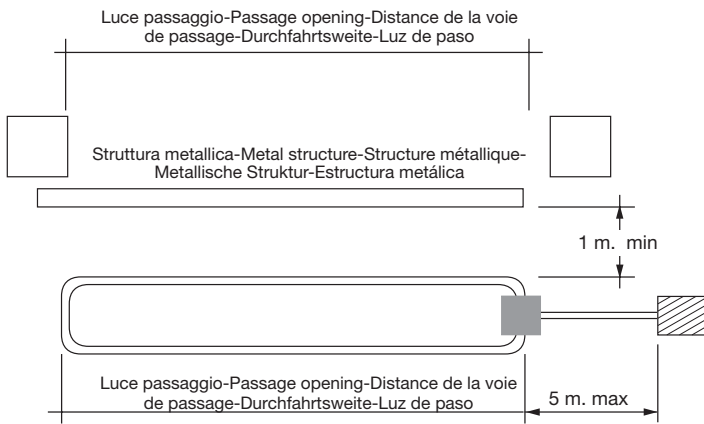 Luce passaggio-Passage opening-Distance de la voie
de passage-Durchfahrtsweite-Luz de paso
Struttura metallica-Metal structure-Structure métallique-
Metallische Struktur-Estructura metálica
1 m. min
Luce passaggio-Passage opening-Distance de la voie
de passage-Durchfahrtsweite-Luz de paso
5 m. max